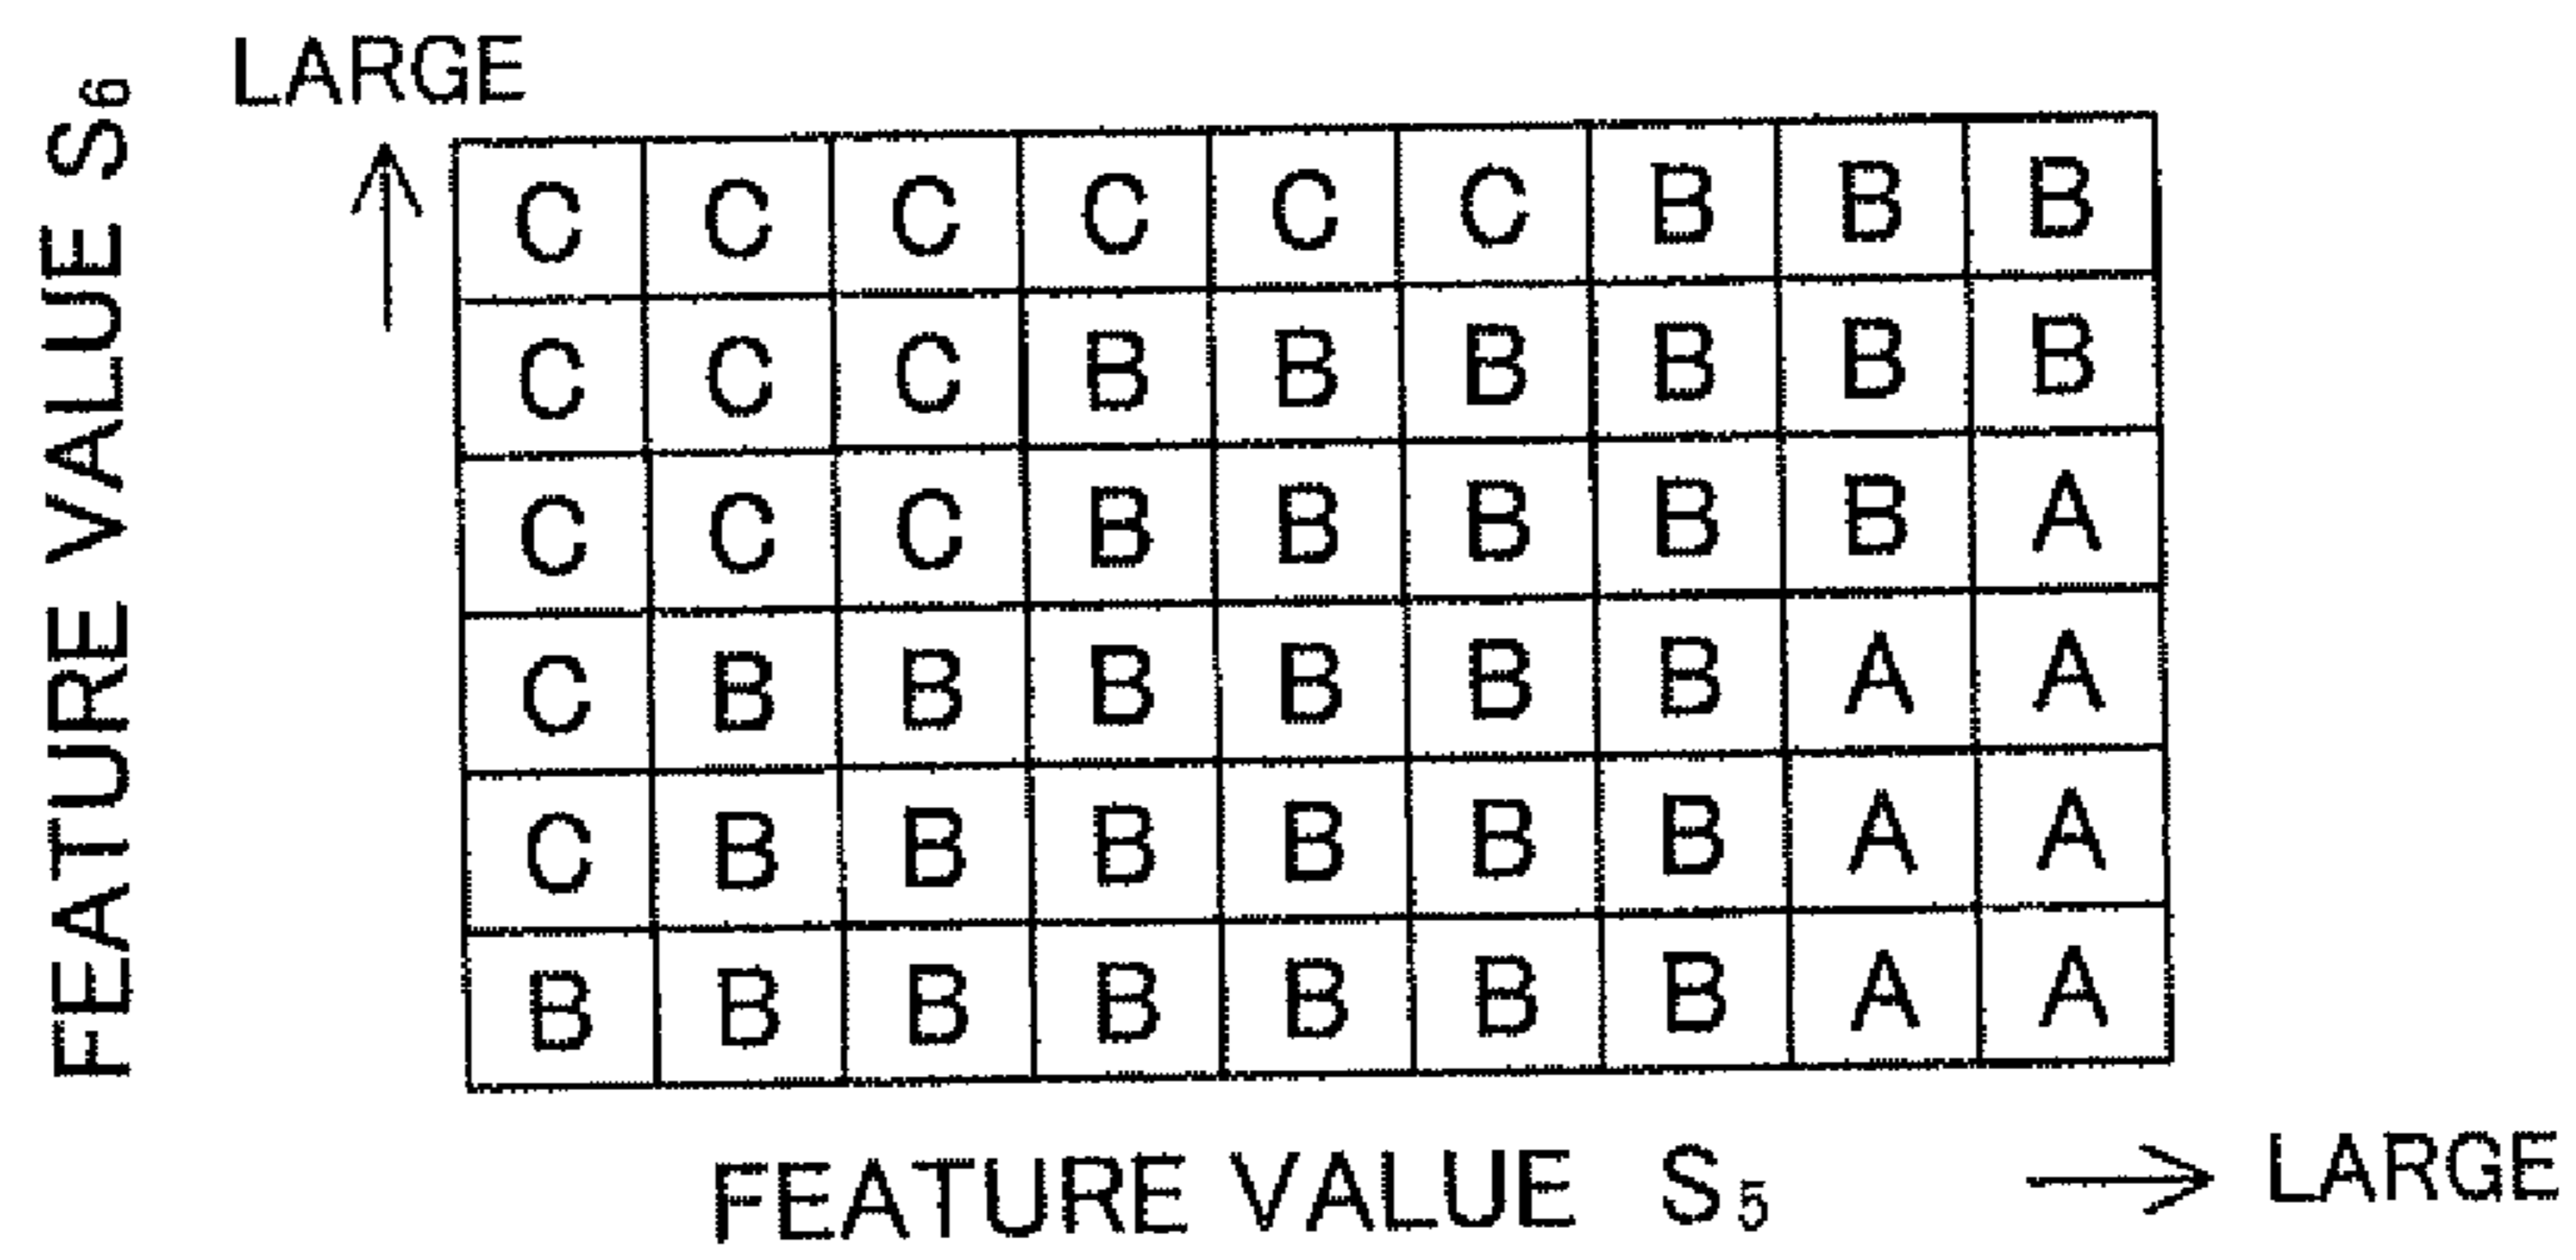 LARGE
FEATURE VALUE S6
C C C C C C B B B
C C C B B B B B B
C C C B B B B B A
C B B B B B B A A
C B B B B B B A A
B B B B B B B A A
FEATURE VALUE S5 → LARGE